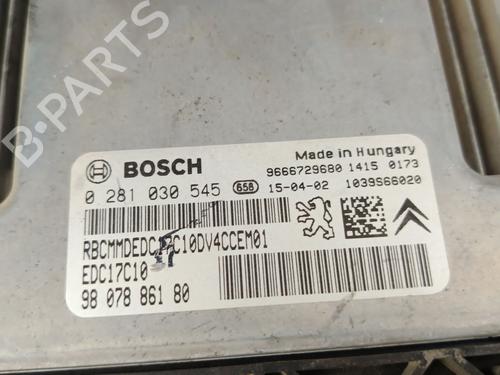 B-PARTS
BOSCH
Made in Hungary
9666729680 1415 0173
0 281 030 545 658 15-04-02 1039S66020
RBCMMDEDC17C10DV4CCEM01
EDC17C10
98 078 861 80